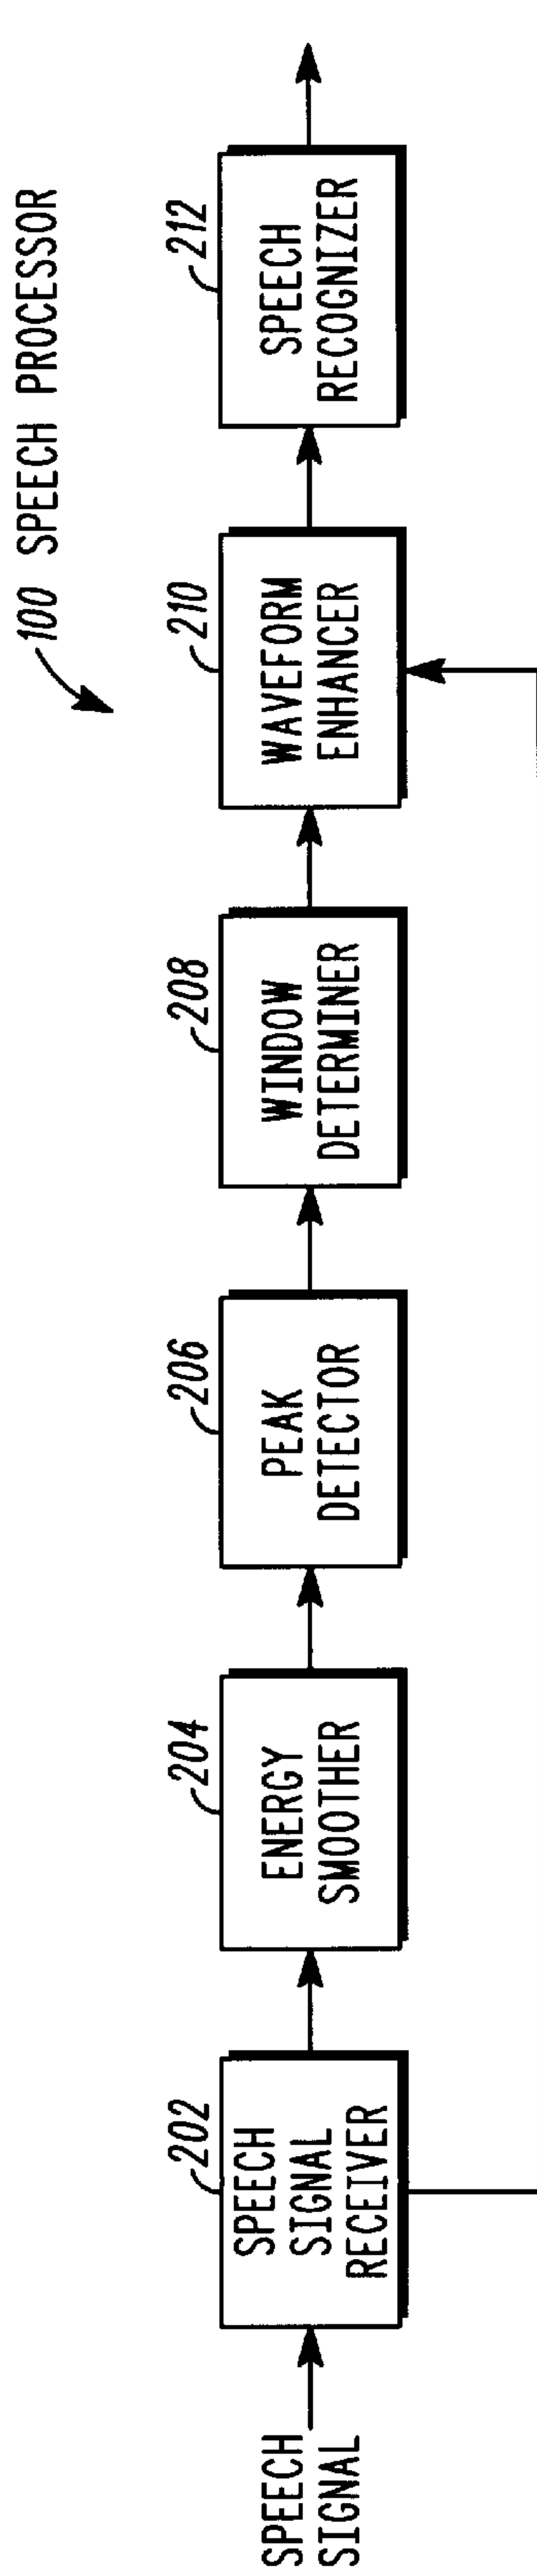 100 SPEECH PROCESSOR
SPEECH
SIGNAL
202
SPEECH
SIGNAL
RECEIVER
204
ENERGY
SMOOTHER
206
PEAK
DETECTOR
208
WINDOW
DETERMINER
210
WAVEFORM
ENHANCER
212
SPEECH
RECOGNIZER